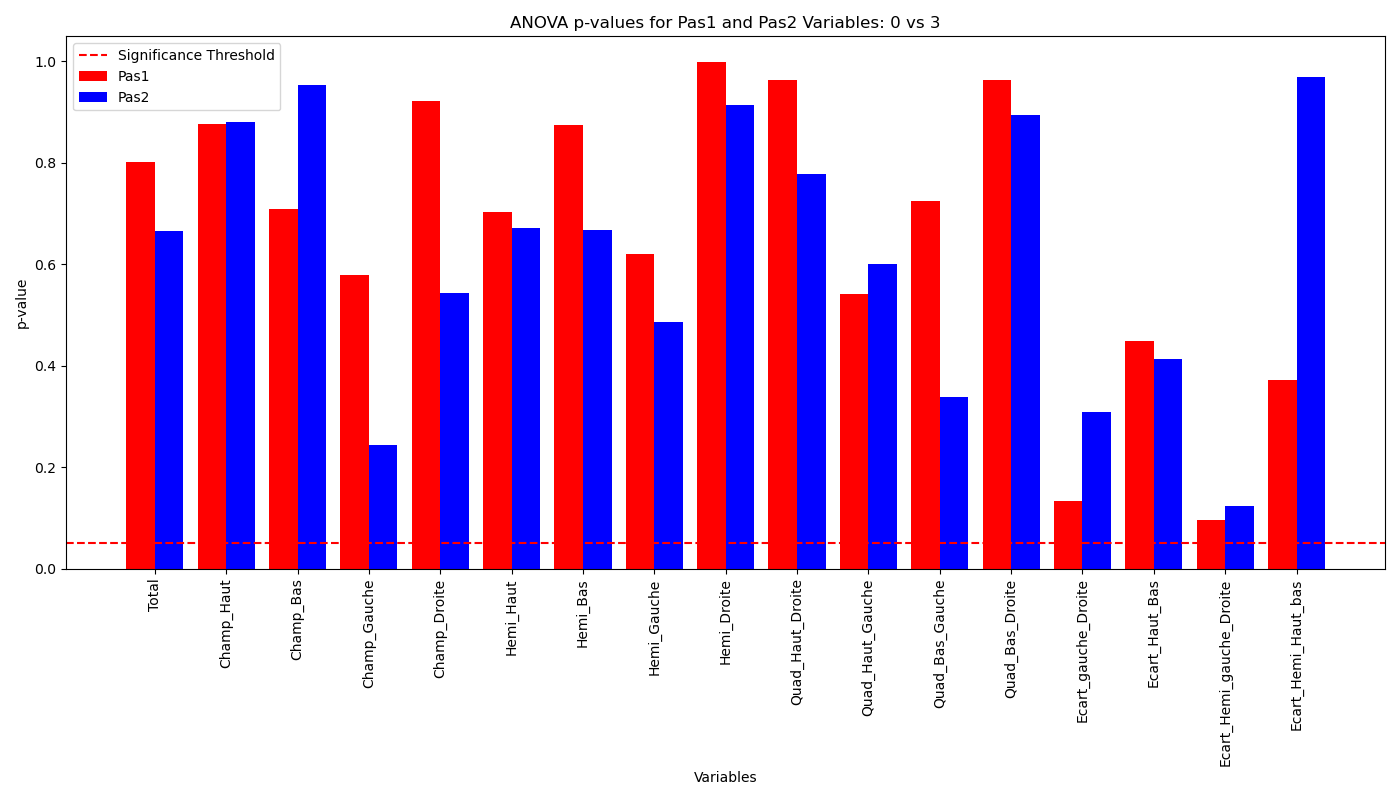 ANOVA p-values for Pas1 and Pas2 Variables: 0 vs 3
Significance Threshold
Pas1
Pas2
p-value
1.0
0.8
0.6
0.4
0.2
0.0
Total
Champ_Haut
Champ_Bas
Champ_Gauche
Champ_Droite
Hemi_Haut
Hemi_Bas
Hemi_Gauche
Hemi_Droite
Quad_Haut_Droite
Quad_Haut_Gauche
Quad_Bas_Gauche
Quad_Bas_Droite
Ecart_gauche_Droite
Ecart_Haut_Bas
Ecart_Hemi_gauche_Droite
Ecart_Hemi_Haut_bas
Variables